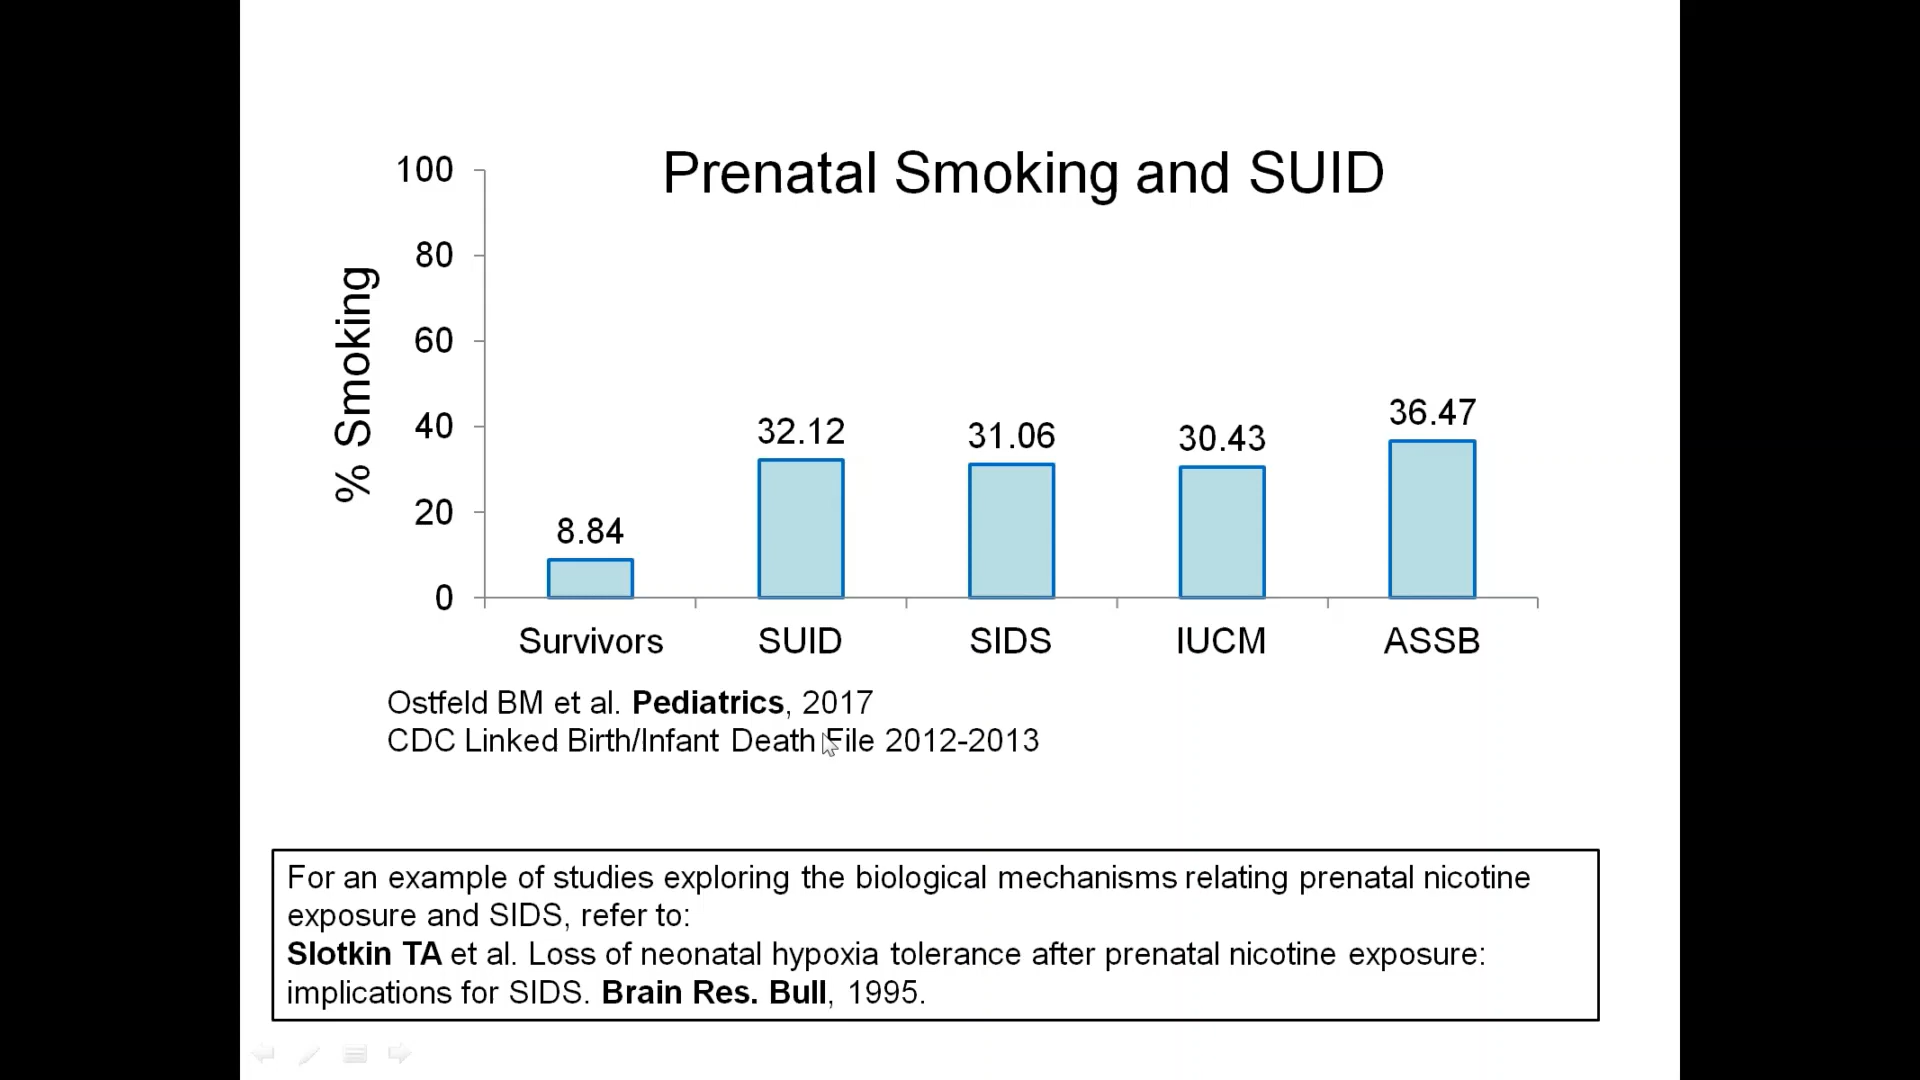 Prenatal Smoking and SUID
% Smoking
100
80
60
40
20
0
8.84
32.12
31.06
30.43
36.47
Survivors
SUID
SIDS
IUCM
ASSB
Ostfeld BM et al. Pediatrics, 2017
CDC Linked Birth/Infant Death File 2012-2013
For an example of studies exploring the biological mechanisms relating prenatal nicotine
exposure and SIDS, refer to:
Slotkin TA et al. Loss of neonatal hypoxia tolerance after prenatal nicotine exposure:
implications for SIDS. Brain Res. Bull, 1995.